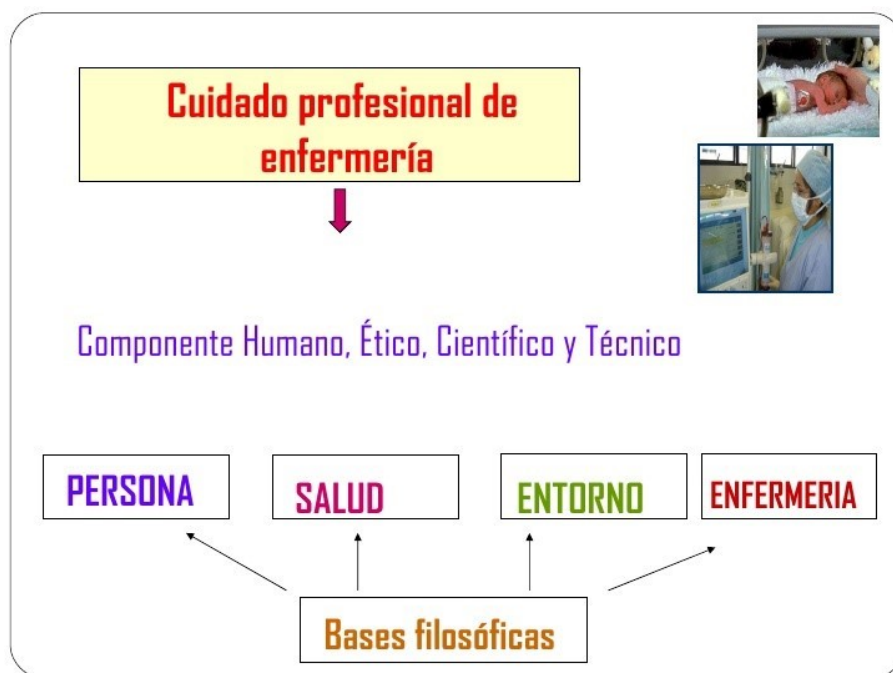 Cuidado profesional de
enfermería
Componente Humano, Ético, Científico y Técnico
PERSONA
SALUD
ENTORNO
ENFERMERIA
Bases filosóficas